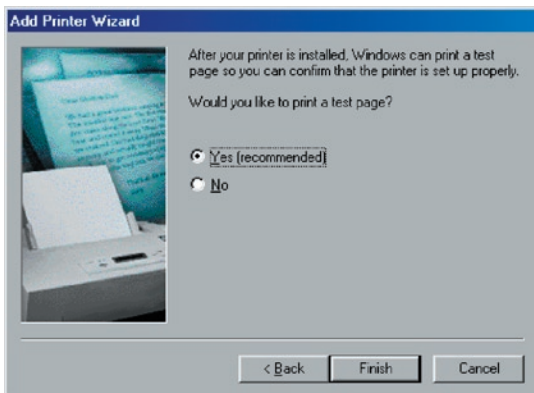 Add Printer Wizard
After your printer is installed, Windows can print a test
page so you can confirm that the printer is set up properly.
Would you like to print a test page?
Yes (recommended)
No
< Back
Finish
Cancel